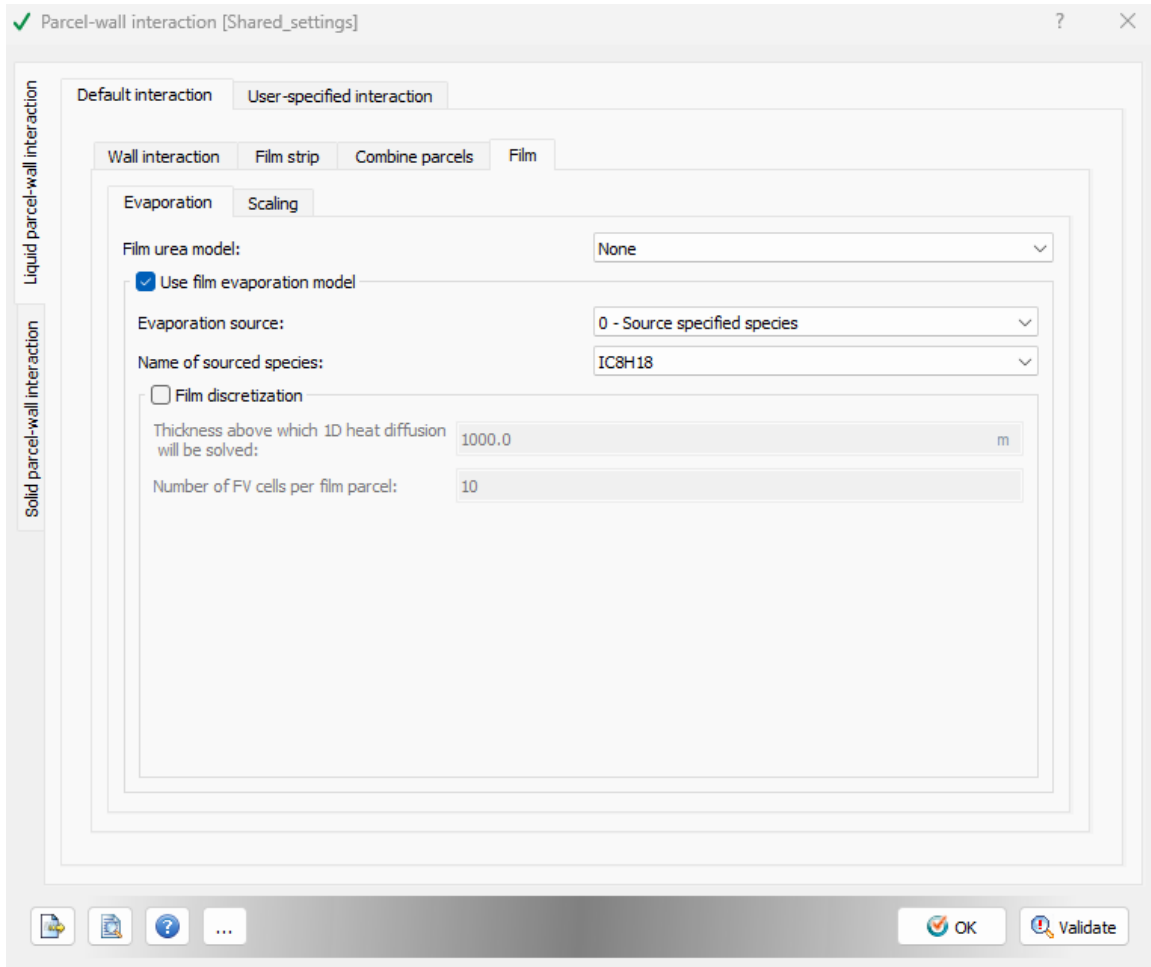 Parcel-wall interaction [Shared_settings]
?
Liquid parcel-wall interaction
Solid parcel-wall interaction
Default interaction
User-specified interaction
Wall interaction
Film strip
Combine parcels
Film
Evaporation
Scaling
Film urea model:
None
Use film evaporation model
Evaporation source:
0 - Source specified species
Name of sourced species:
IC8H18
Film discretization
Thickness above which 1D heat diffusion
will be solved:
1000.0
m
Number of FV cells per film parcel:
10
?
...
OK
Validate